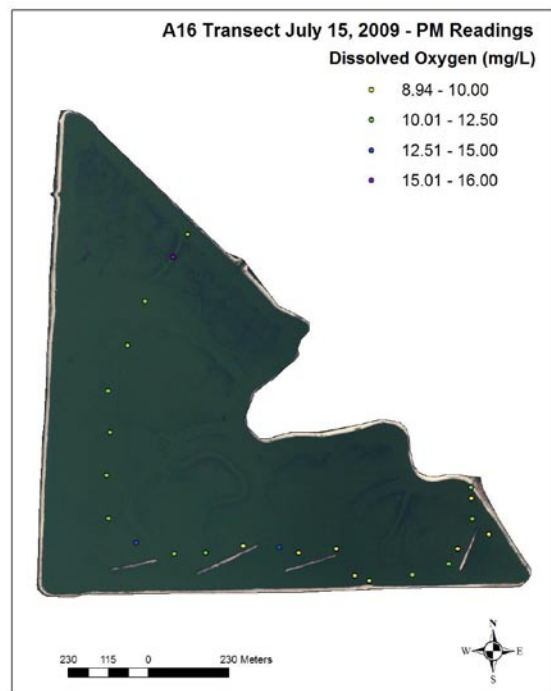 A16 Transect July 15, 2009 - PM Readings
Dissolved Oxygen (mg/L)
8.94 - 10.00
10.01 - 12.50
12.51 - 15.00
15.01 - 16.00
230 115 0 230 Meters
N
W E
S